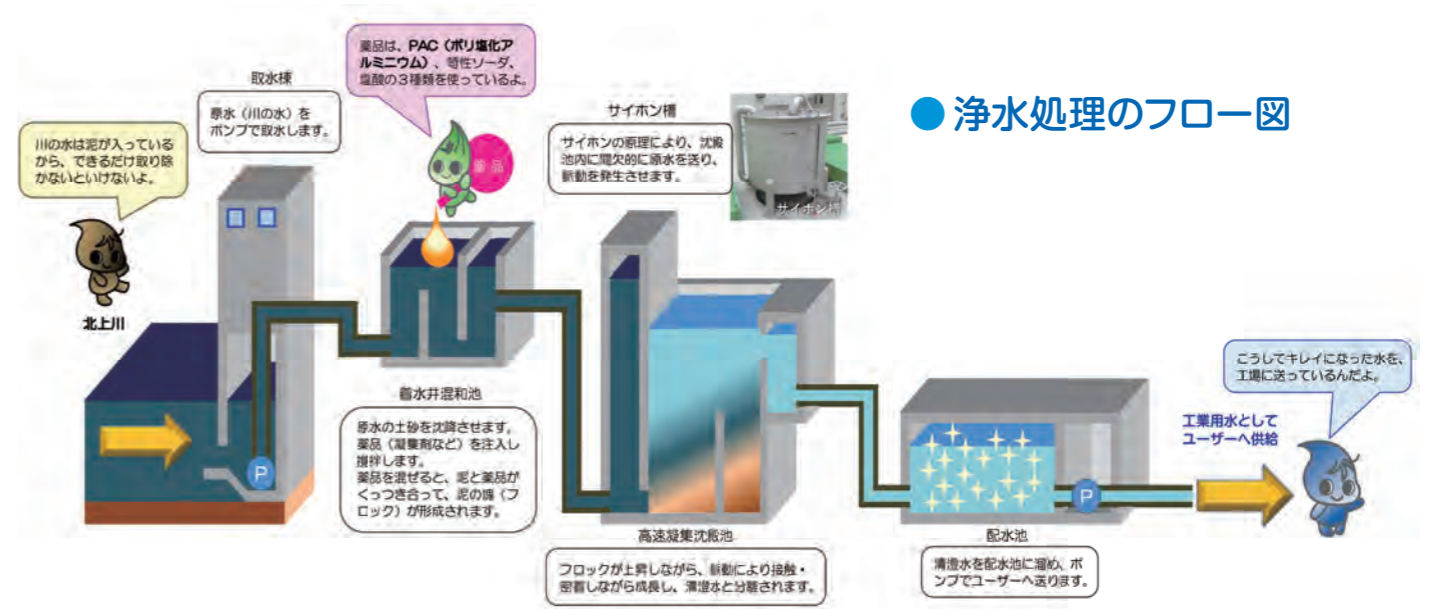 ● 浄水処理のフロー図
川の水は泥が入っている
から、できるだけ取り除
かないといけないよ。
北上川
取水棟
原水（川の水）を
ポンプで取水します。
P
薬品は、PAC（ポリ塩化ア
ルミニウム）、苛性ソーダ、
塩酸の３種類を使っているよ。
薬品
着水井混和池
原水の土砂を沈降させます。
薬品（凝集剤など）を注入し
撹拌します。
薬品を混ぜると、泥と薬品が
くっつき合って、泥の塊（フ
ロック）が形成されます。
サイホン槽
サイホンの原理により、沈殿
池内に間欠的に原水を送り、
脈動を発生させます。
サイホン槽
高速凝集沈殿池
フロックが上昇しながら、脈動により接触・
密着しながら成長し、清澄水と分離されます。
配水池
清澄水を配水池に溜め、ポ
ンプでユーザーへ送ります。
P
工業用水として
ユーザーへ供給
こうしてキレイになった水を、
工場に送っているんだよ。